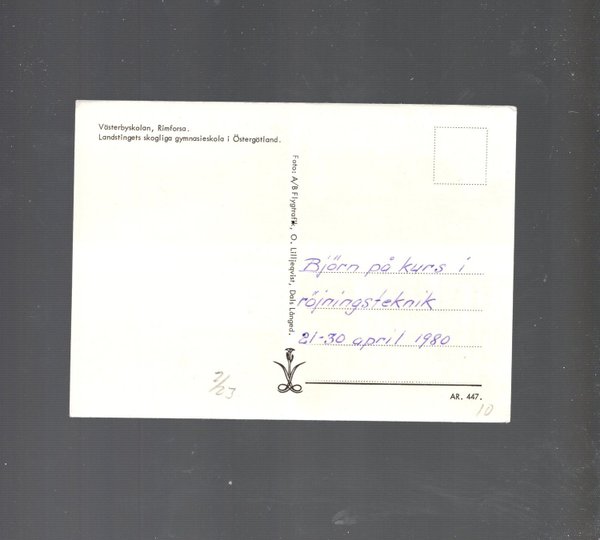 Västerbyskolan, Rimforsa.
Landstingets skogliga gymnasieskola i Östergötland.
Foto: A/B Flygtrafik, O. Lilljeqvist, Dals Långed.
Björn på kurs i
röjningsteknik
21-30 april 1980
2/23
AR. 447.
10